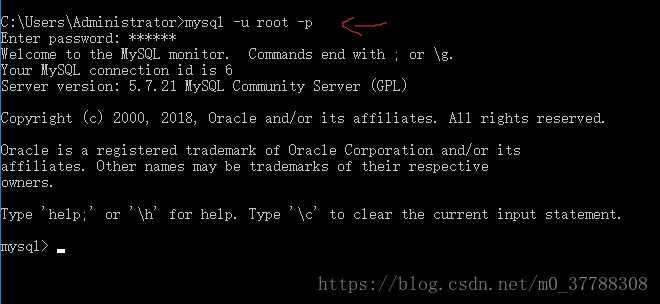 C:\Users\Administrator>mysql -u root -p
Enter password: ******
Welcome to the MySQL monitor.  Commands end with ; or \g.
Your MySQL connection id is 6
Server version: 5.7.21 MySQL Community Server (GPL)
Copyright (c) 2000, 2018, Oracle and/or its affiliates. All rights reserved.
Oracle is a registered trademark of Oracle Corporation and/or its
affiliates. Other names may be trademarks of their respective
owners.
Type 'help;' or '\h' for help. Type '\c' to clear the current input statement.
mysql> _
https://blog.csdn.net/m0_37788308